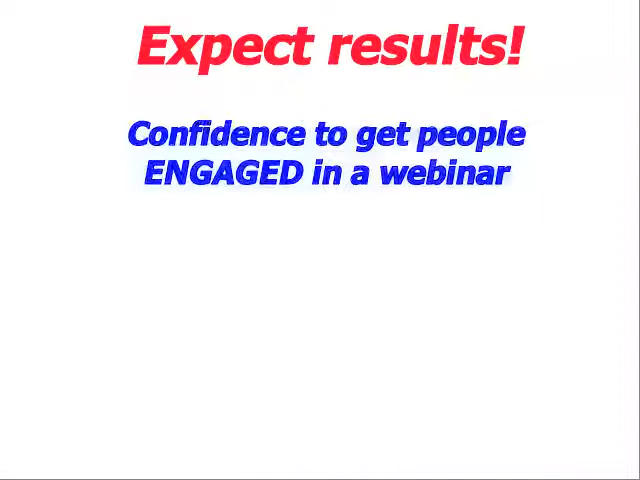 Expect results!
Confidence to get people
ENGAGED in a webinar